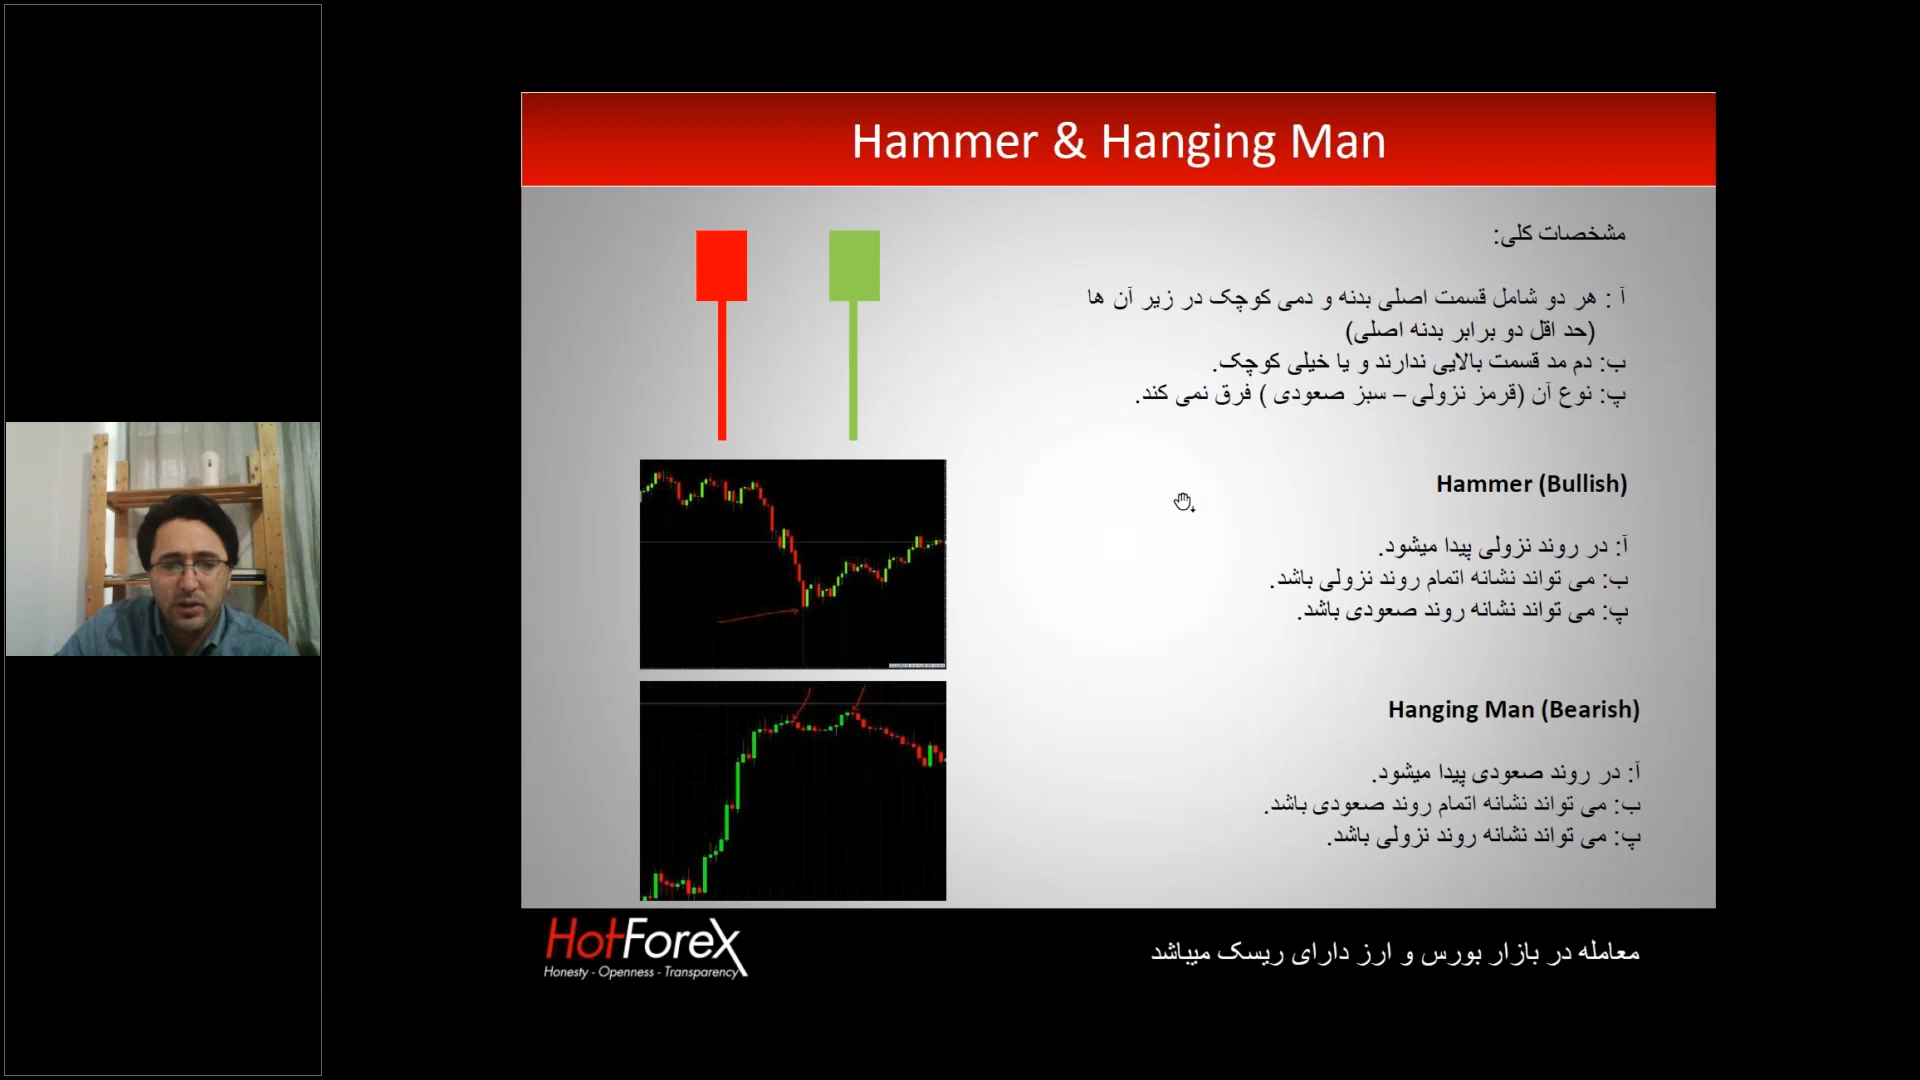 Hammer & Hanging Man
مشخصات کلی:
آ : هر دو شامل قسمت اصلی بدنه و دمی کوچک در زیر آن ها
(حد اقل دو برابر بدنه اصلی)
ب: دم مد قسمت بالایی ندارند و یا خیلی کوچک.
پ: نوع آن (قرمز نزولی – سبز صعودی ) فرق نمی کند.
Hammer (Bullish)
آ: در روند نزولی پیدا میشود.
ب: می تواند نشانه اتمام روند نزولی باشد.
پ: می تواند نشانه روند صعودی باشد.
Hanging Man (Bearish)
آ: در روند صعودی پیدا میشود.
ب: می تواند نشانه اتمام روند صعودی باشد.
پ: می تواند نشانه روند نزولی باشد.
HotForex
Honesty - Openness - Transparency
معامله در بازار بورس و ارز دارای ریسک میباشد